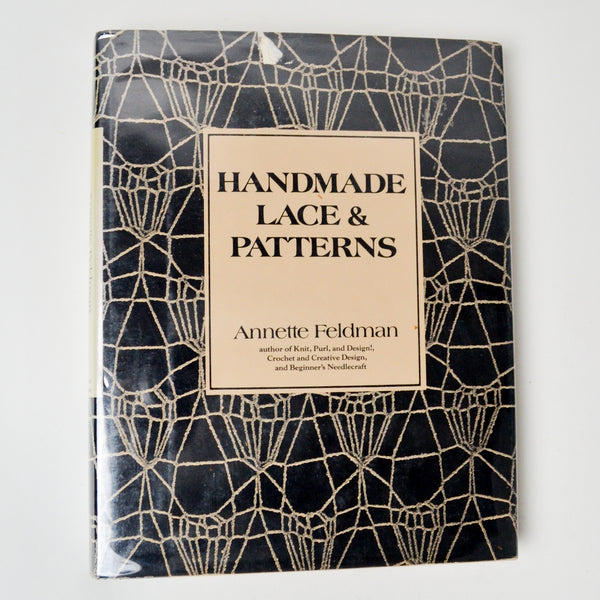 HANDMADE
LACE &
PATTERNS
Annette Feldman
author of Knit, Purl, and Design!,
Crochet and Creative Design,
and Beginner's Needlecraft